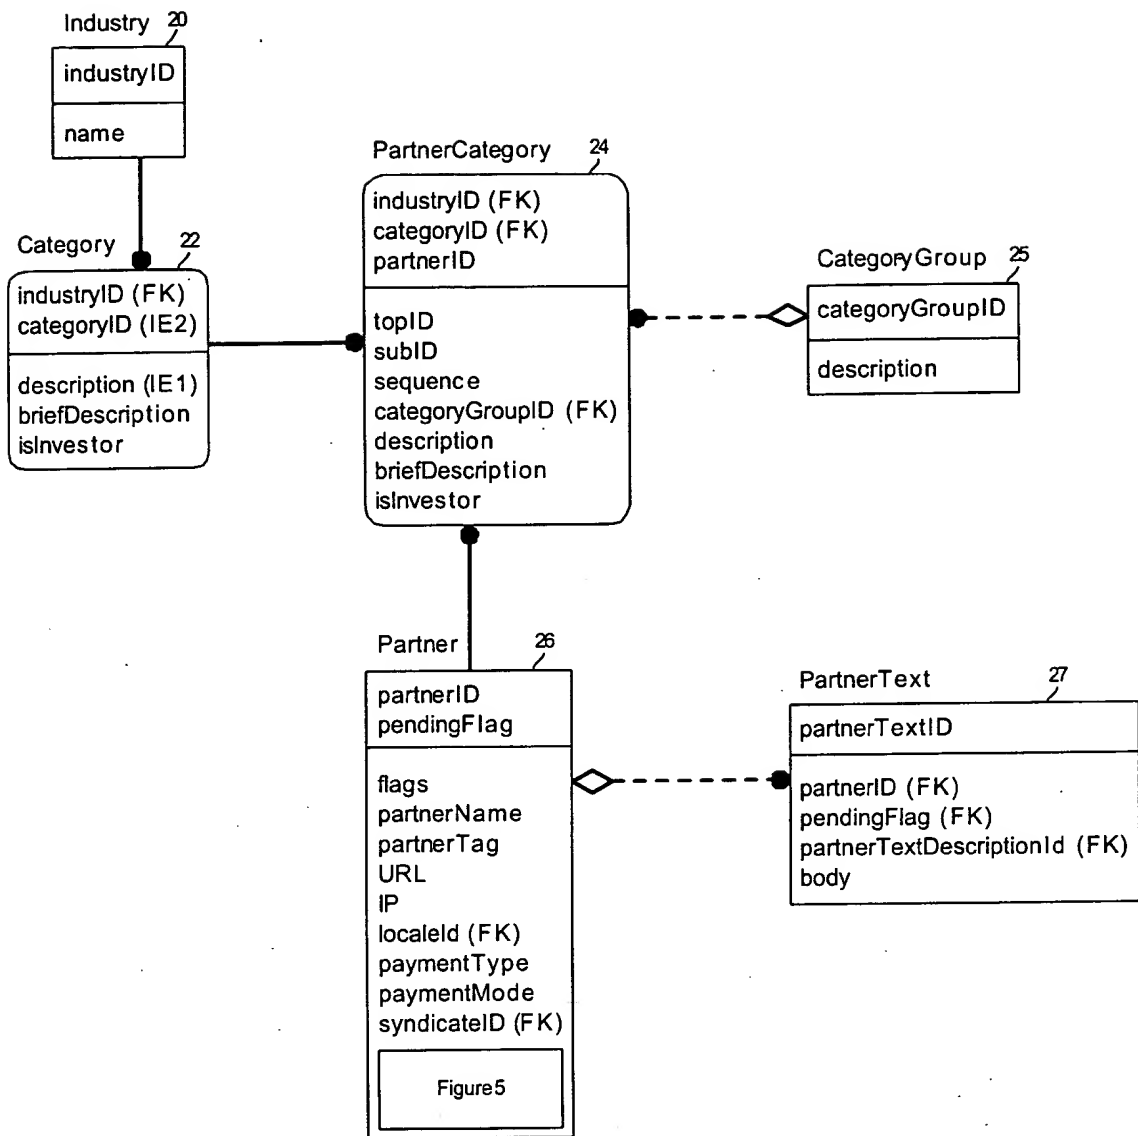 Industry 20
industryID
name
Category 22
industryID (FK)
categoryID (IE2)
description (IE1)
briefDescription
isInvestor
PartnerCategory 24
industryID (FK)
categoryID (FK)
partnerID
topID
subID
sequence
categoryGroupID (FK)
description
briefDescription
isInvestor
CategoryGroup 25
categoryGroupID
description
Partner 26
partnerID
pendingFlag
flags
partnerName
partnerTag
URL
IP
localeId (FK)
paymentType
paymentMode
syndicateID (FK)
Figure5
PartnerText 27
partnerTextID
partnerID (FK)
pendingFlag (FK)
partnerTextDescriptionId (FK)
body